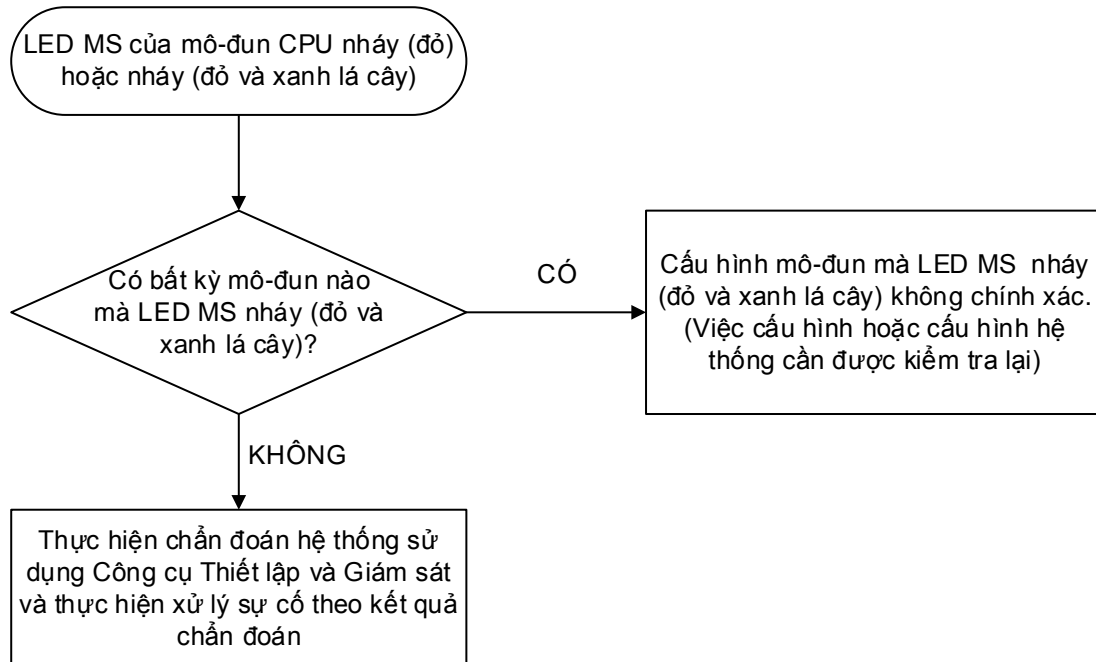 LED MS của mô-đun CPU nháy (đỏ)
hoặc nháy (đỏ và xanh lá cây)
Có bất kỳ mô-đun nào
mà LED MS nháy (đỏ và
xanh lá cây)?
CÓ
Cấu hình mô-đun mà LED MS nháy
(đỏ và xanh lá cây) không chính xác.
(Việc cấu hình hoặc cấu hình hệ
thống cần được kiểm tra lại)
KHÔNG
Thực hiện chẩn đoán hệ thống sử
dụng Công cụ Thiết lập và Giám sát
và thực hiện xử lý sự cố theo kết quả
chẩn đoán